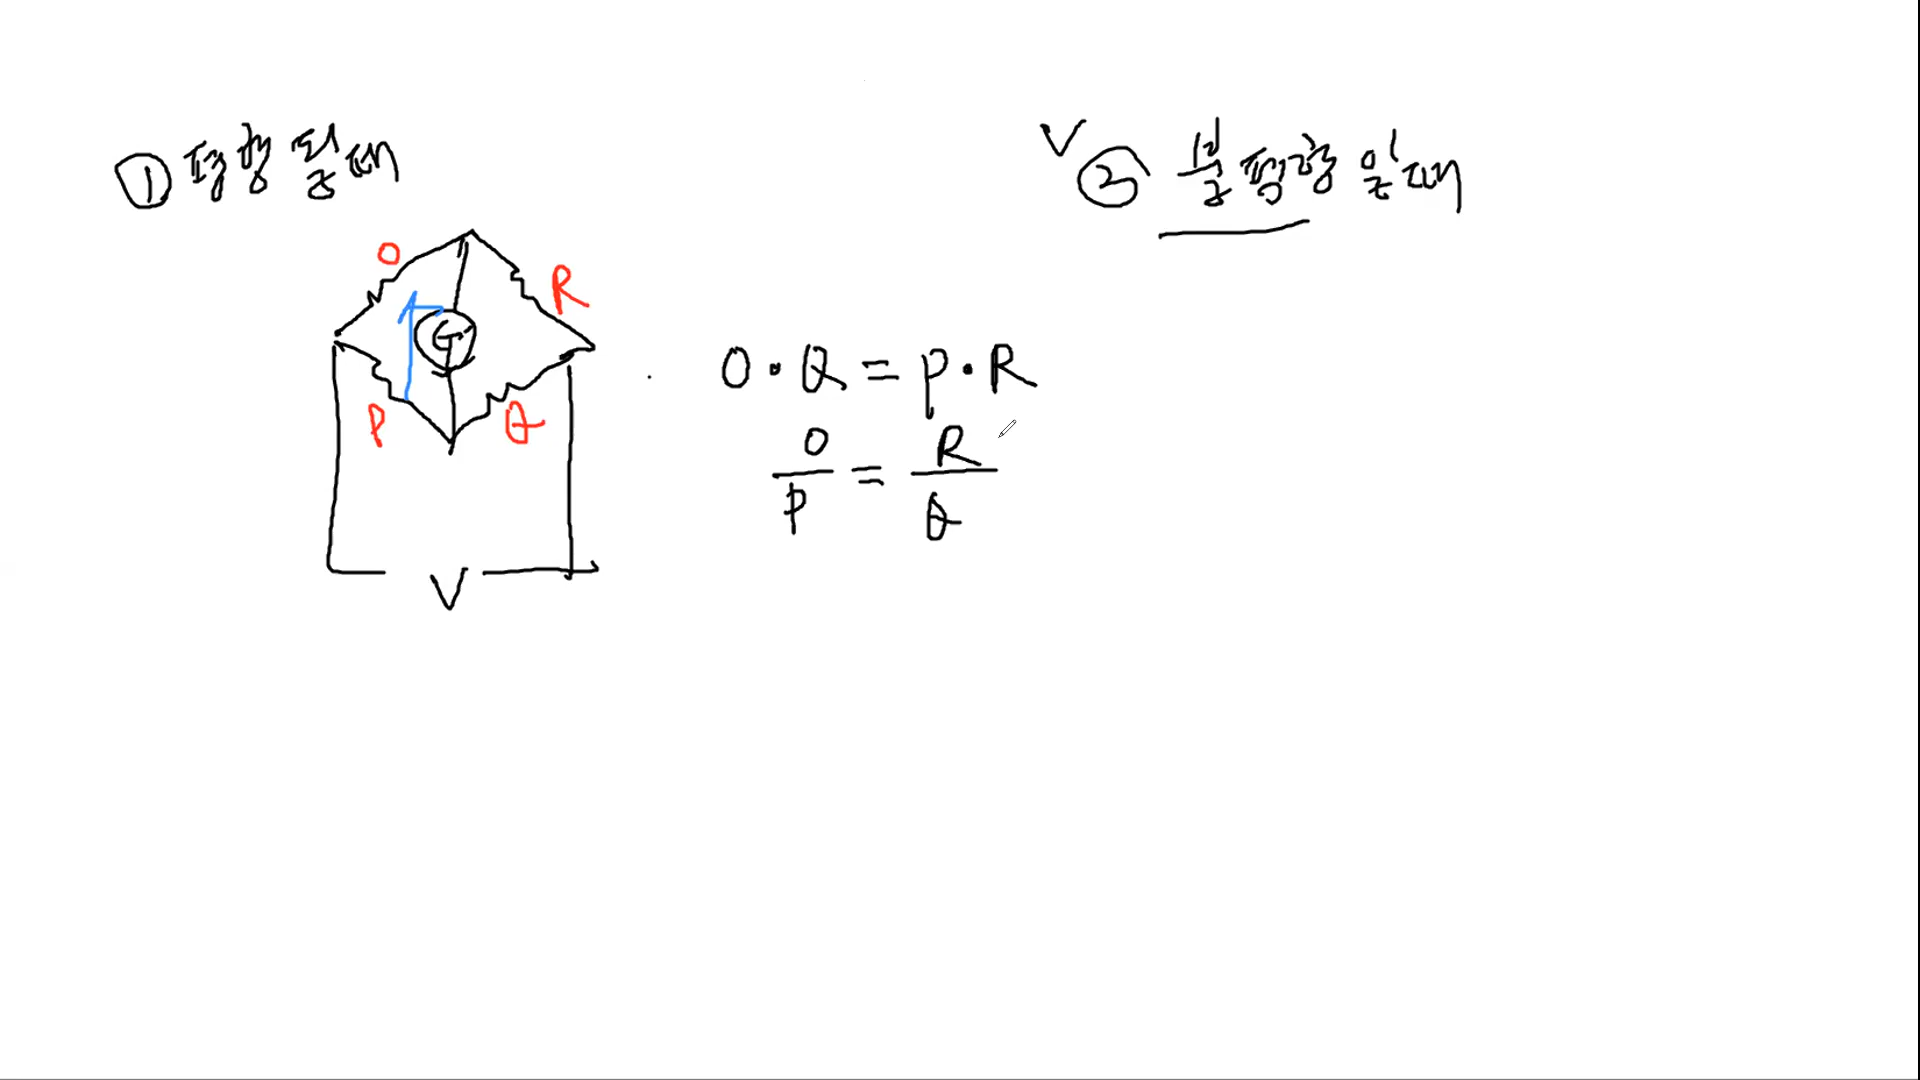 ① 평형 될때
V ② 불평형 일때
O
R
G
P
Q
V
O · Q = P · R
O/P = R/Q